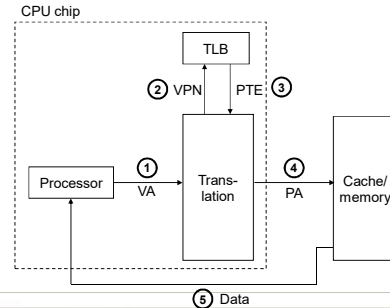 CPU chip
TLB
2 VPN
PTE 3
1
VA
Processor
Trans-
lation
4
PA
Cache/
memory
5 Data